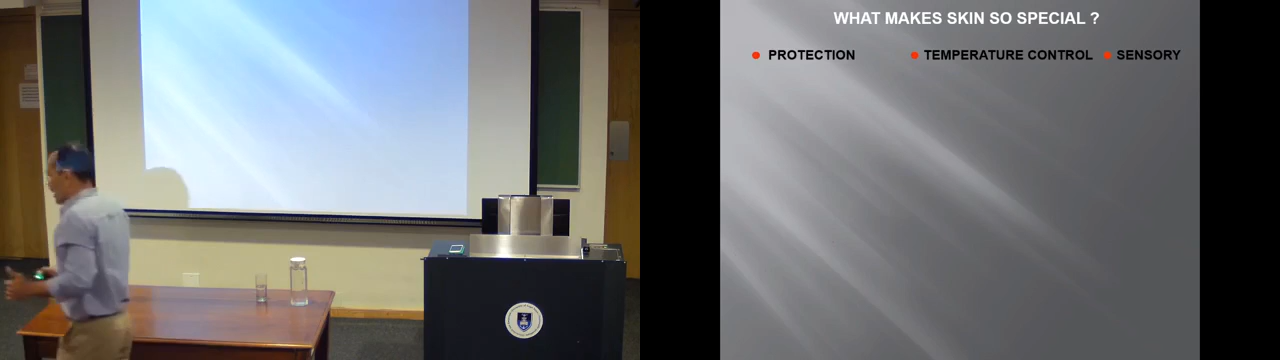 WHAT MAKES SKIN SO SPECIAL ?
PROTECTION
TEMPERATURE CONTROL
SENSORY